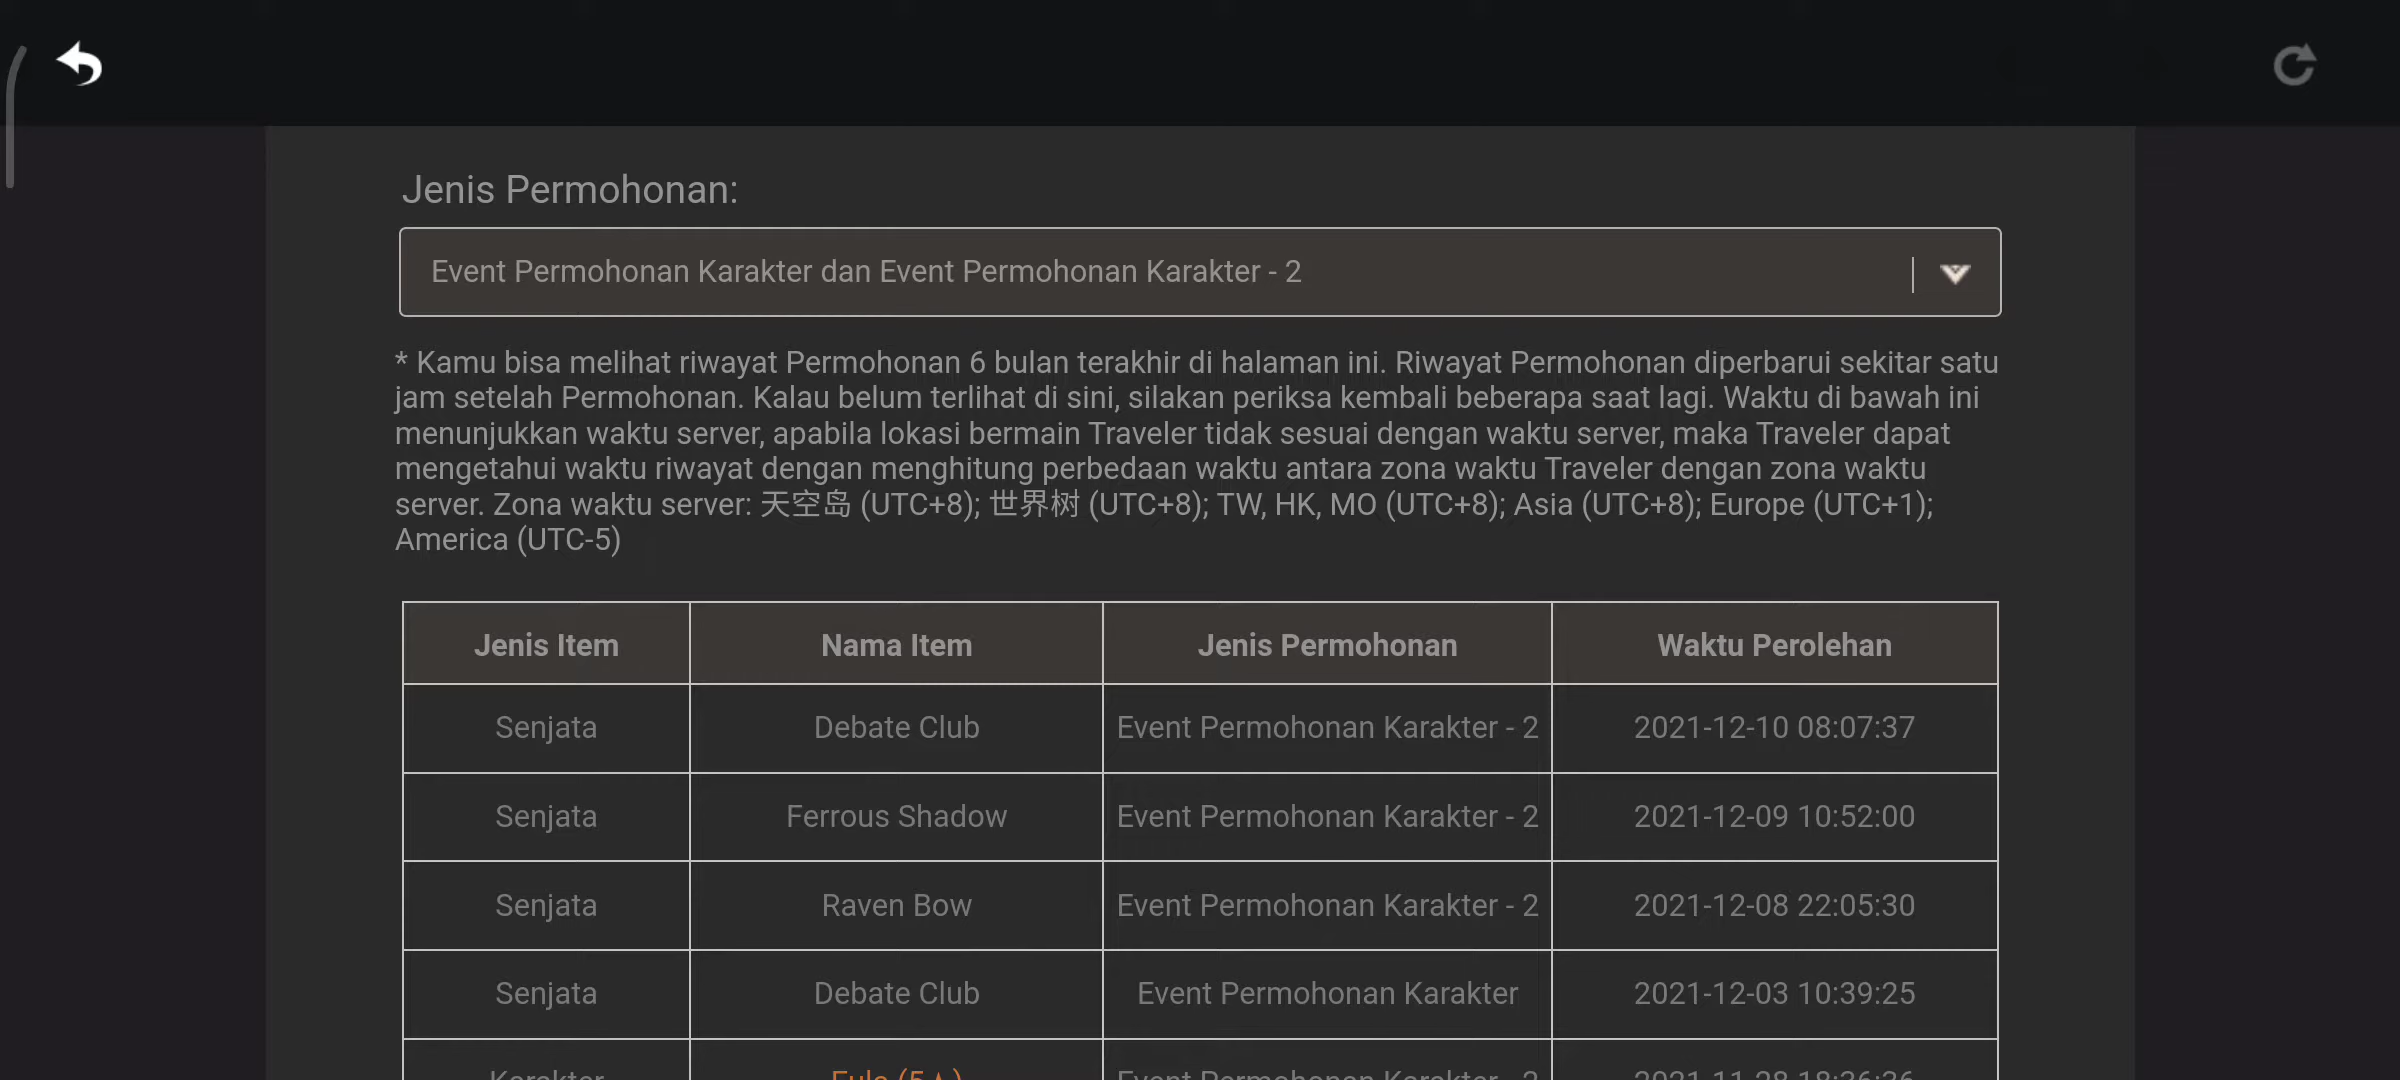 Jenis Permohonan:
Event Permohonan Karakter dan Event Permohonan Karakter - 2
* Kamu bisa melihat riwayat Permohonan 6 bulan terakhir di halaman ini. Riwayat Permohonan diperbarui sekitar satu
jam setelah Permohonan. Kalau belum terlihat di sini, silakan periksa kembali beberapa saat lagi. Waktu di bawah ini
menunjukkan waktu server, apabila lokasi bermain Traveler tidak sesuai dengan waktu server, maka Traveler dapat
mengetahui waktu riwayat dengan menghitung perbedaan waktu antara zona waktu Traveler dengan zona waktu
server. Zona waktu server: 天空岛 (UTC+8); 世界树 (UTC+8); TW, HK, MO (UTC+8); Asia (UTC+8); Europe (UTC+1);
America (UTC-5)
Jenis Item Nama Item Jenis Permohonan Waktu Perolehan
Senjata Debate Club Event Permohonan Karakter - 2 2021-12-10 08:07:37
Senjata Ferrous Shadow Event Permohonan Karakter - 2 2021-12-09 10:52:00
Senjata Raven Bow Event Permohonan Karakter - 2 2021-12-08 22:05:30
Senjata Debate Club Event Permohonan Karakter 2021-12-03 10:39:25
Karakter Eula Event Permohonan Karakter - 2